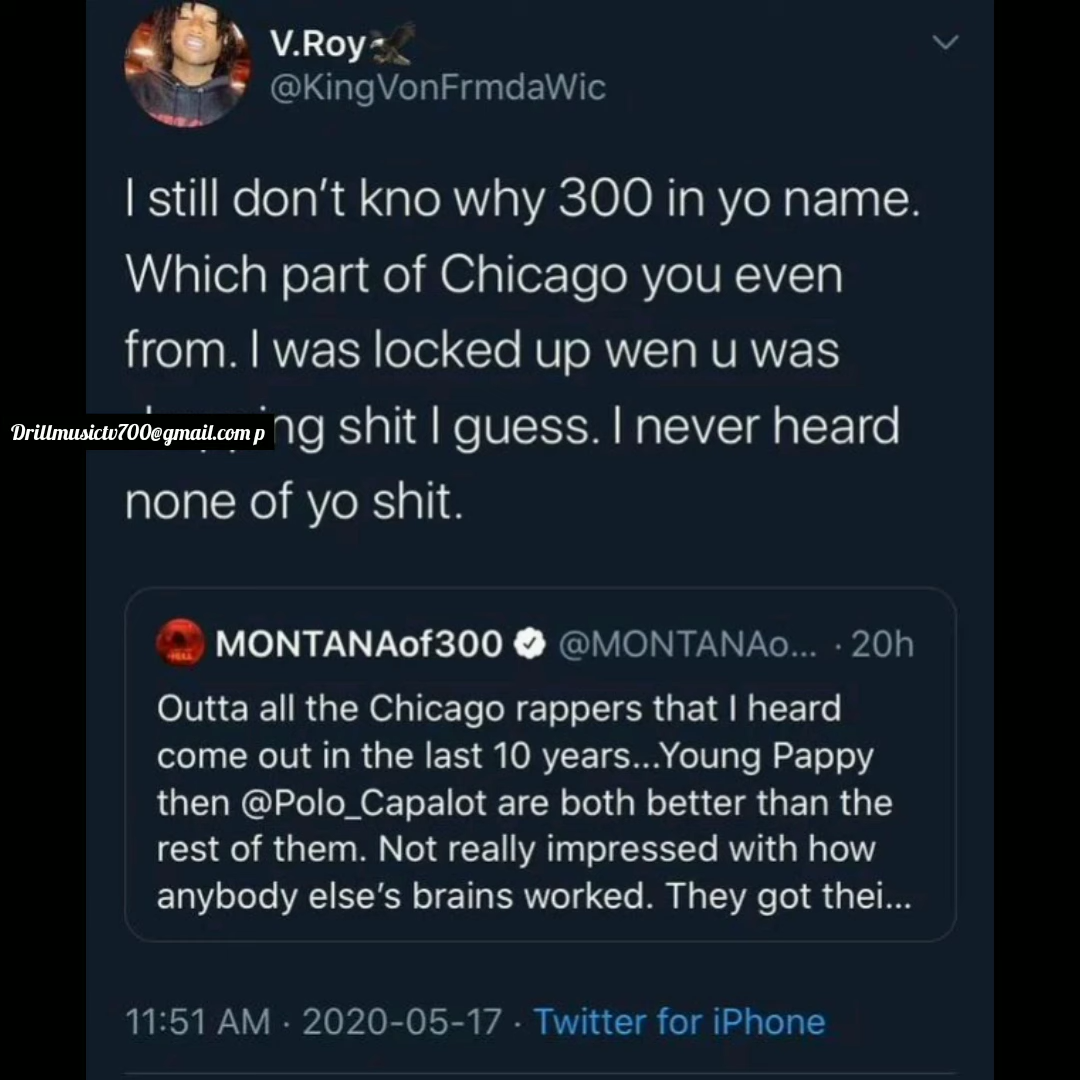 V.Roy
@KingVonFrmdaWic
I still don't kno why 300 in yo name.
Which part of Chicago you even
from. I was locked up wen u was
Drillmusictv700@gmail.com p
ng shit I guess. I never heard
none of yo shit.
MONTANAof300 @MONTANAo... · 20h
Outta all the Chicago rappers that I heard
come out in the last 10 years...Young Pappy
then @Polo_Capalot are both better than the
rest of them. Not really impressed with how
anybody else's brains worked. They got thei...
11:51 AM · 2020-05-17 · Twitter for iPhone